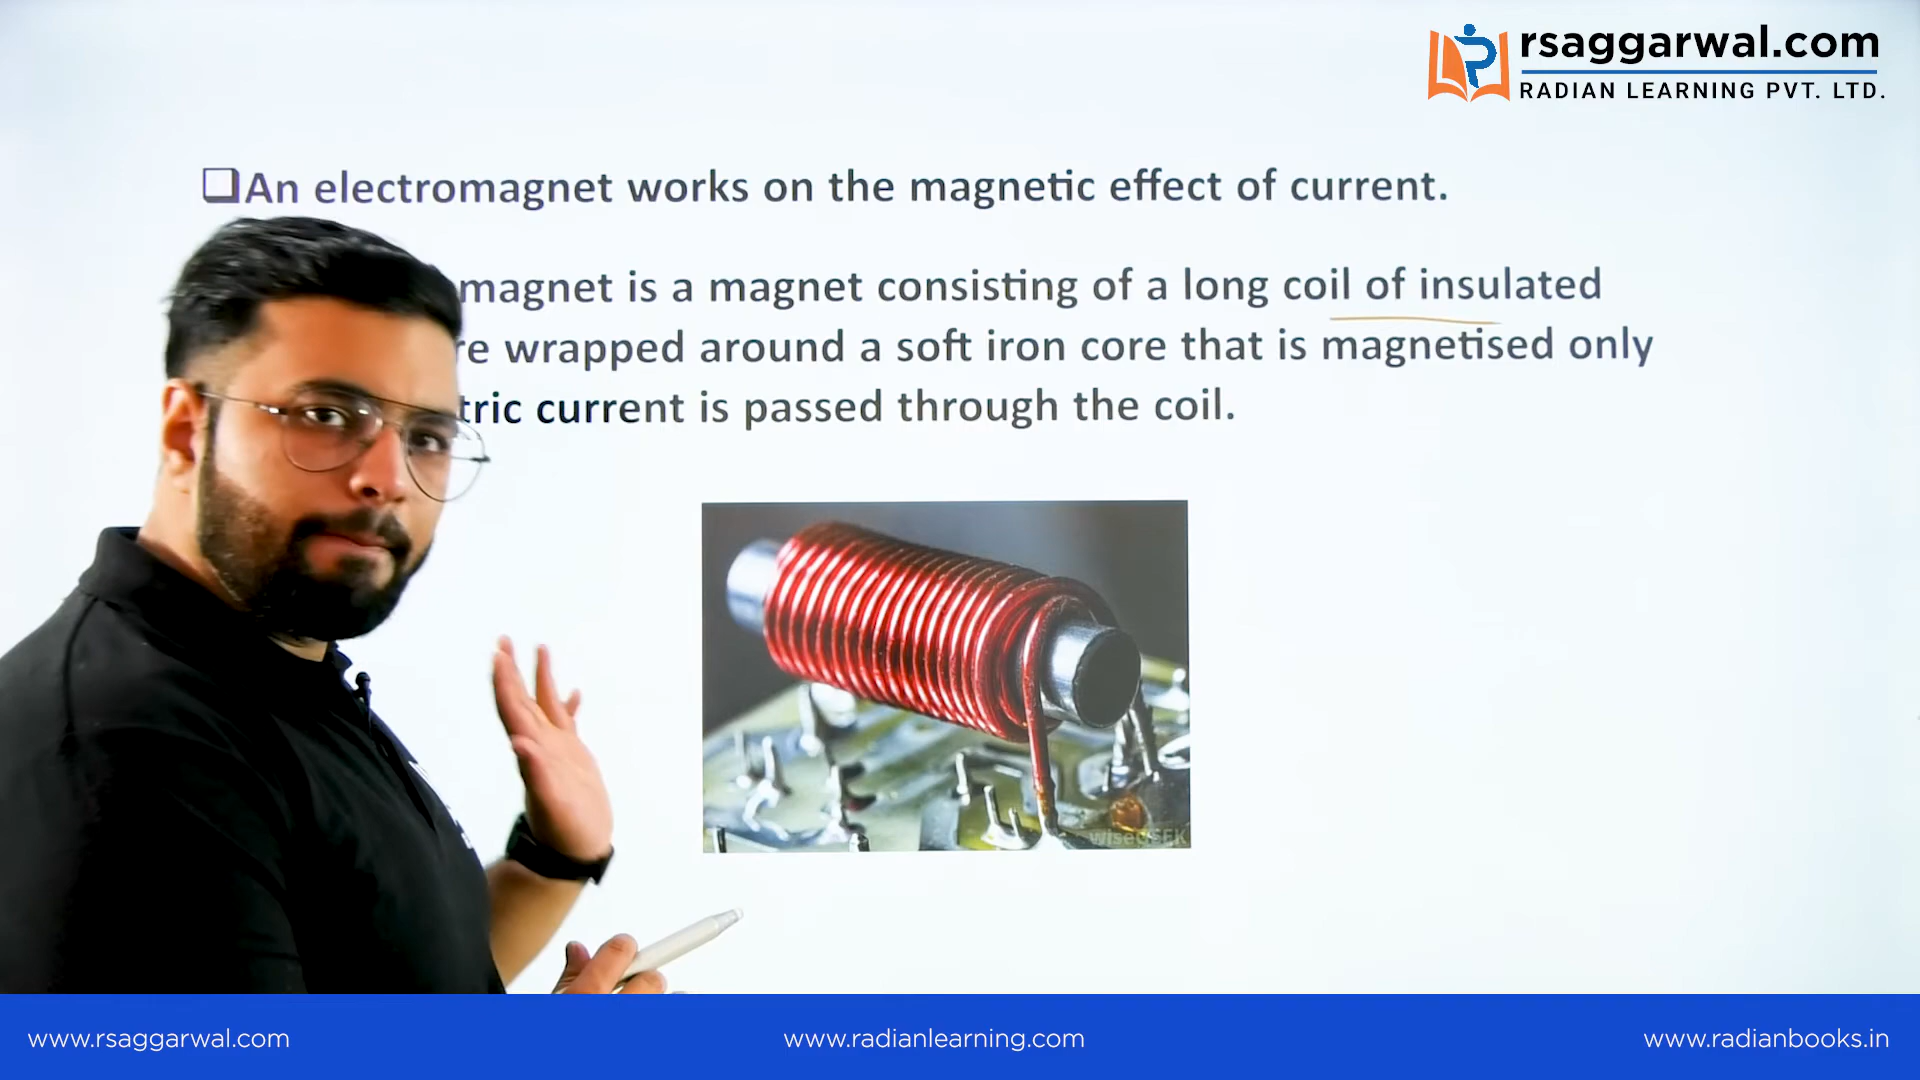 rsaggarwal.com
RADIAN LEARNING PVT. LTD.
An electromagnet works on the magnetic effect of current.
magnet is a magnet consisting of a long coil of insulated
re wrapped around a soft iron core that is magnetised only
tric current is passed through the coil.
wiseGEEK
www.rsaggarwal.com
www.radianlearning.com
www.radianbooks.in